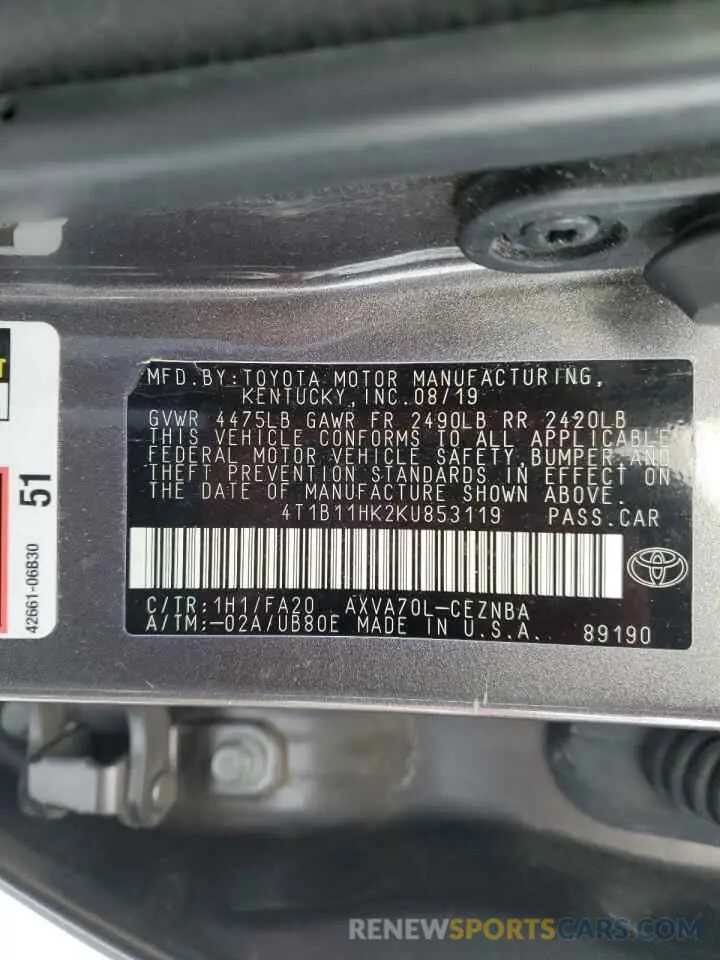 MFD.BY:TOYOTA MOTOR MANUFACTURING,
KENTUCKY,INC.08/19
GVWR 4475LB GAWR FR 2490LB RR 2420LB
THIS VEHICLE CONFORMS TO ALL APPLICABLE
FEDERAL MOTOR VEHICLE SAFETY,BUMPER,AND
THEFT PREVENTION STANDARDS IN EFFECT ON
THE DATE OF MANUFACTURE SHOWN ABOVE.
4T1B11HK2KU853119 PASS.CAR
C/TR:1H1/FA20 AXVA70L-CEZNBA
A/TM:-02A/UB80E MADE IN U.S.A. 89190
51
42661-06B30
RENEWSPORTSCARS.COM